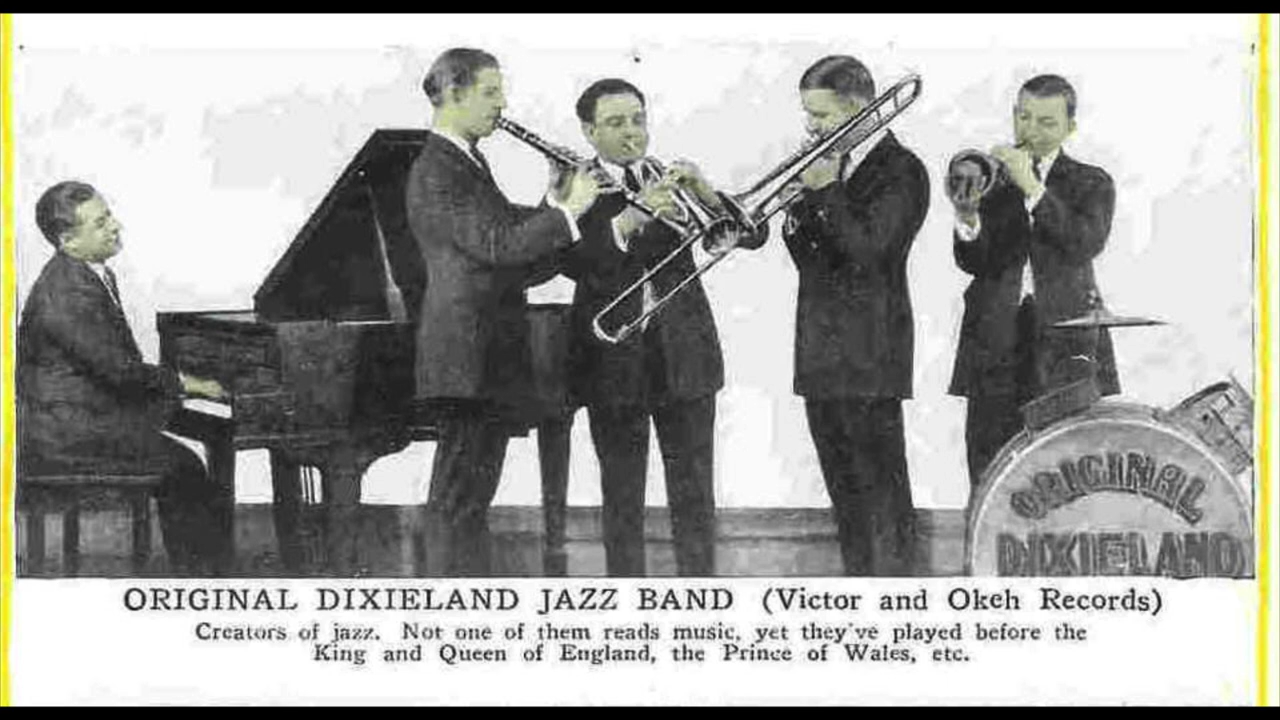 ORIGINAL
DIXIELAND
ORIGINAL DIXIELAND JAZZ BAND (Victor and Okeh Records)
Creators of jazz. Not one of them reads music, yet they've played before the
King and Queen of England, the Prince of Wales, etc.